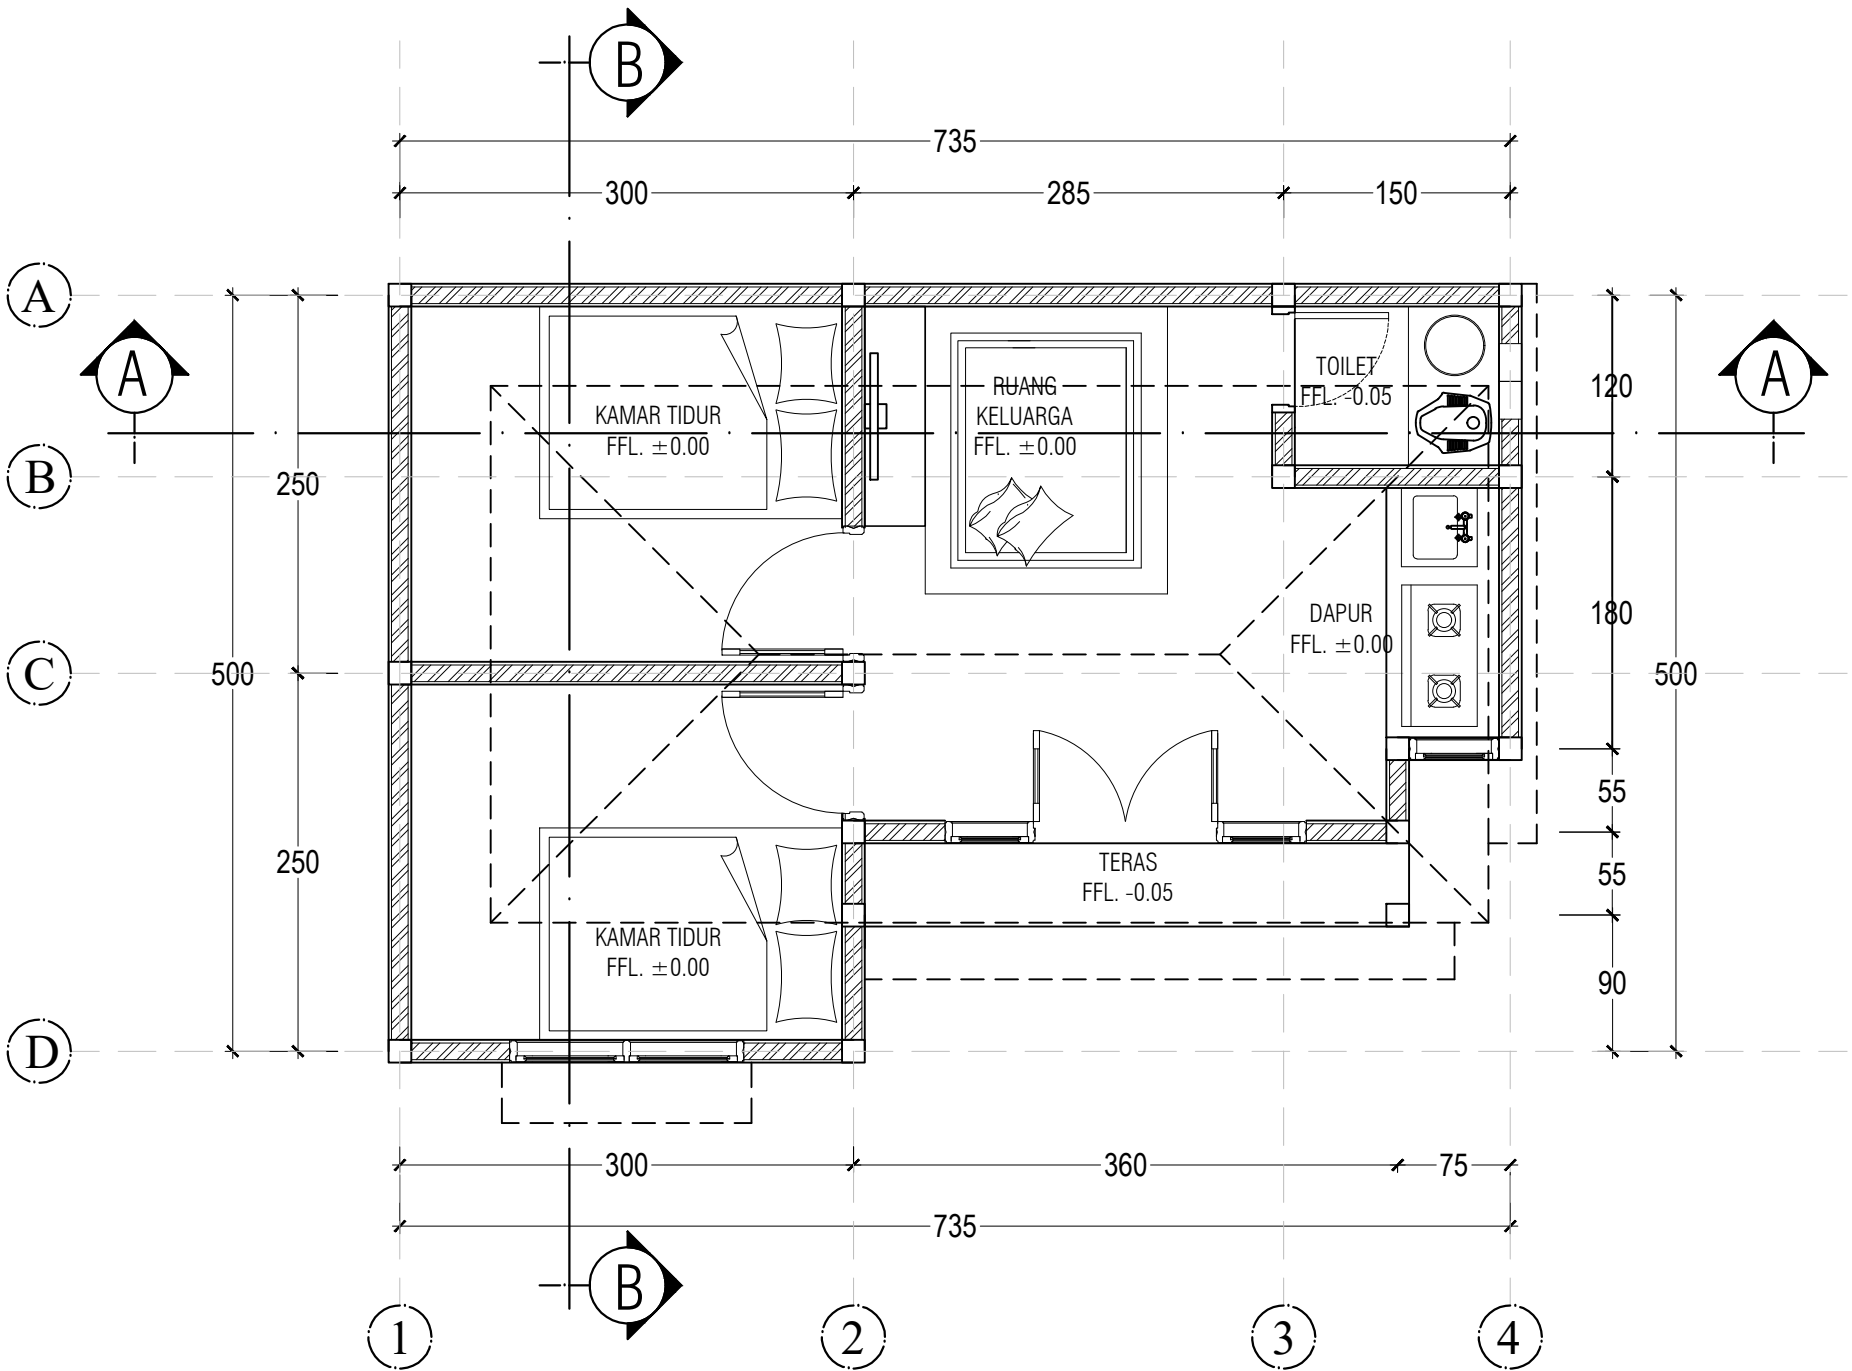 B
735
300
285
150
A
A
A
TOILET
FFL. -0.05
RUANG
KELUARGA
FFL. ±0.00
KAMAR TIDUR
FFL. ±0.00
120
B
250
DAPUR
FFL. ±0.00
180
C
500
500
55
TERAS
FFL. -0.05
250
55
KAMAR TIDUR
FFL. ±0.00
90
D
300
360
75
735
B
1
2
3
4